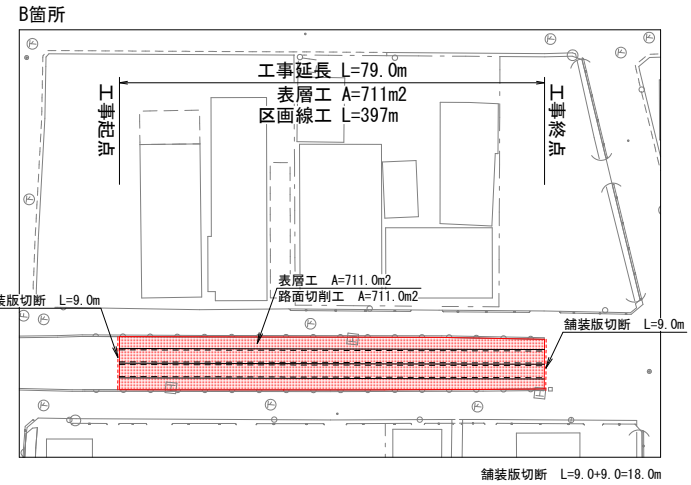 B箇所
工事延長 L=79.0m
表層工 A=711m2
区画線工 L=397m
工事起点
工事終点
表層工 A=711.0m2
路面切削工 A=711.0m2
装版切断 L=9.0m
舗装版切断 L=9.0m
舗装版切断 L=9.0+9.0=18.0m